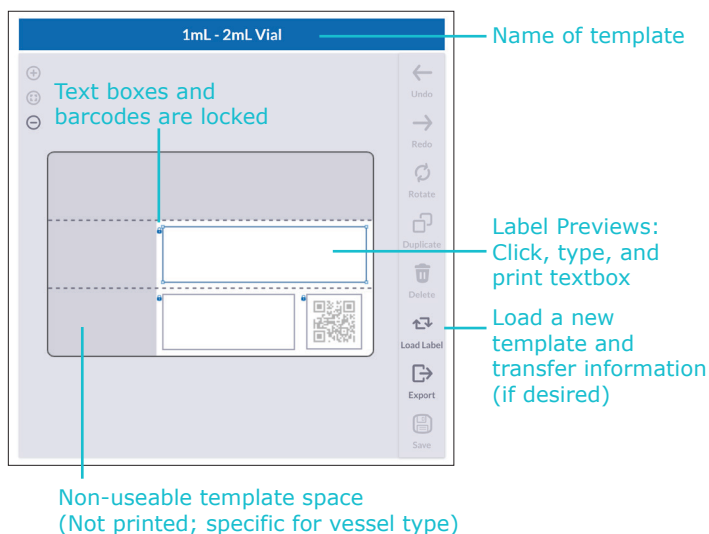 1mL - 2mL Vial
Name of template
Text boxes and
barcodes are locked
Undo
Redo
Rotate
Duplicate
Delete
Load Label
Export
Save
Label Previews:
Click, type, and
print textbox
Load a new
template and
transfer information
(if desired)
Non-useable template space
(Not printed; specific for vessel type)